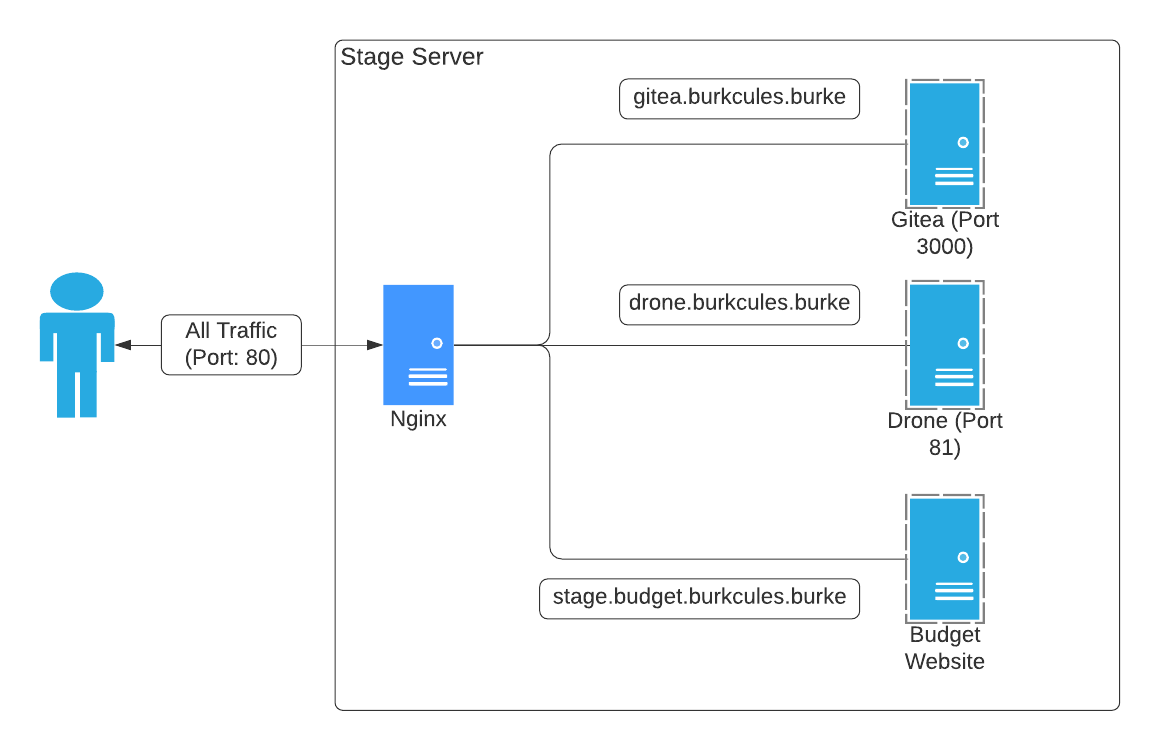 Stage Server
gitea.burkcules.burke
Gitea (Port
3000)
drone.burkcules.burke
All Traffic
(Port: 80)
Nginx
Drone (Port
81)
stage.budget.burkcules.burke
Budget
Website